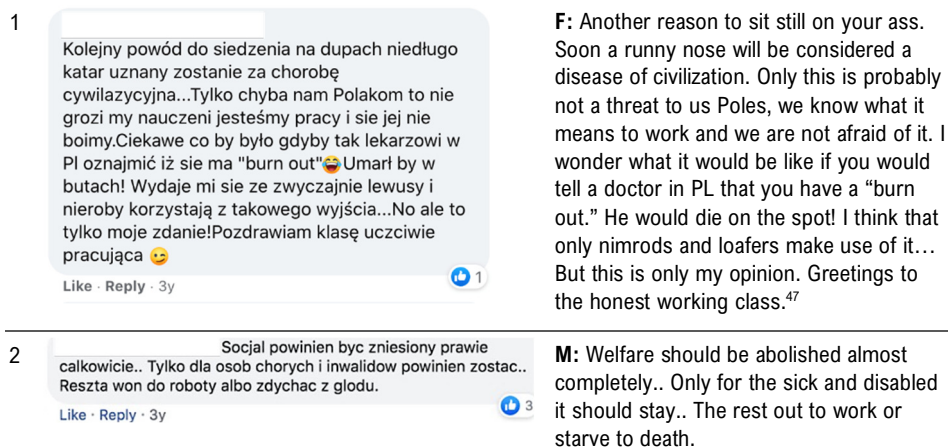 1
Kolejny powód do siedzenia na dupach niedługo
katar uznany zostanie za chorobę
cywilazycyjna...Tylko chyba nam Polakom to nie
grozi my nauczeni jesteśmy pracy i sie jej nie
boimy.Ciekawe co by było gdyby tak lekarzowi w
Pl oznajmić iż sie ma "burn out"😂Umarł by w
butach! Wydaje mi sie ze zwyczajnie lewusy i
nieroby korzystają z takowego wyjścia...No ale to
tylko moje zdanie!Pozdrawiam klasę uczciwie
pracująca 😉
Like · Reply · 3y
1
F: Another reason to sit still on your ass.
Soon a runny nose will be considered a
disease of civilization. Only this is probably
not a threat to us Poles, we know what it
means to work and we are not afraid of it. I
wonder what it would be like if you would
tell a doctor in PL that you have a “burn
out.” He would die on the spot! I think that
only nimrods and loafers make use of it…
But this is only my opinion. Greetings to
the honest working class.47
2
Socjal powinien byc zniesiony prawie
calkowicie.. Tylko dla osob chorych i inwalidow powinien zostac..
Reszta won do roboty albo zdychac z glodu.
Like · Reply · 3y
3
M: Welfare should be abolished almost
completely.. Only for the sick and disabled
it should stay.. The rest out to work or
starve to death.